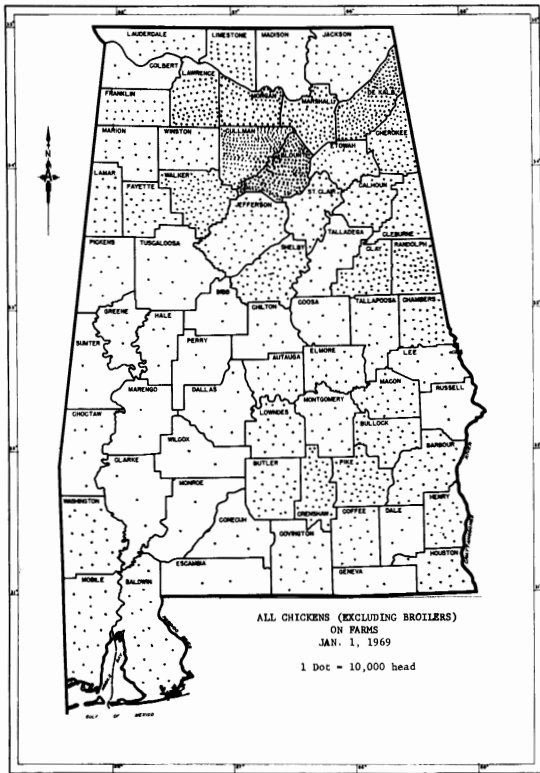 LAUDERDALE
LIMESTONE
MADISON
JACKSON
COLBERT
LAWRENCE
FRANKLIN
MORGAN
MARSHALL
DE KALB
MARION
WINSTON
CULLMAN
CHEROKEE
ETOWAH
N
LAMAR
WALKER
FAYETTE
ST CLAIR
CALHOUN
JEFFERSON
CLEBURNE
TALLADEGA
PICKENS
TUSCALOOSA
SHELBY
CLAY
RANDOLPH
BIBB
GREENE
HALE
CHILTON
COOSA
TALLAPOOSA
CHAMBERS
SUMTER
PERRY
AUTAUGA
ELMORE
LEE
MARENGO
DALLAS
LOWNDES
MONTGOMERY
MACON
RUSSELL
CHOCTAW
BULLOCK
WILCOX
BARBOUR
CLARKE
BUTLER
PIKE
MONROE
WASHINGTON
CRENSHAW
COFFEE
DALE
HENRY
CONECUH
COVINGTON
HOUSTON
ESCAMBIA
GENEVA
MOBILE
BALDWIN
ALL CHICKENS (EXCLUDING BROILERS)
ON FARMS
JAN. 1, 1969
1 Dot = 10,000 head
GULF OF MEXICO